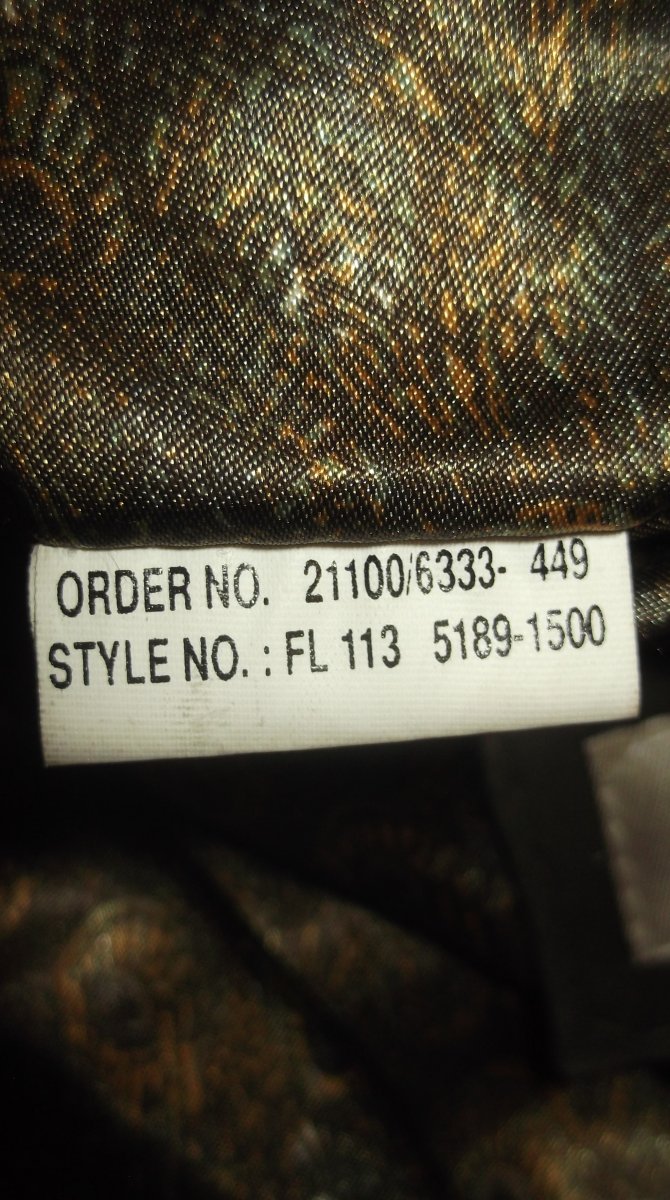 ORDER NO. 21100/6333- 449
STYLE NO. : FL 113 5189-1500